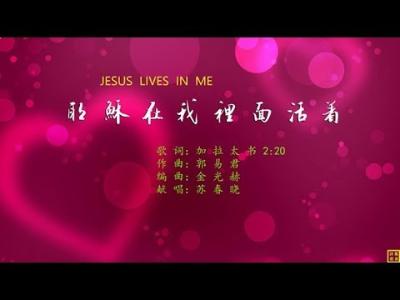 JESUS LIVES IN ME
耶稣在我裡面活着
歌词:加拉太书 2:20
作曲:郭易君
编曲:金光赫
献唱:苏春晓